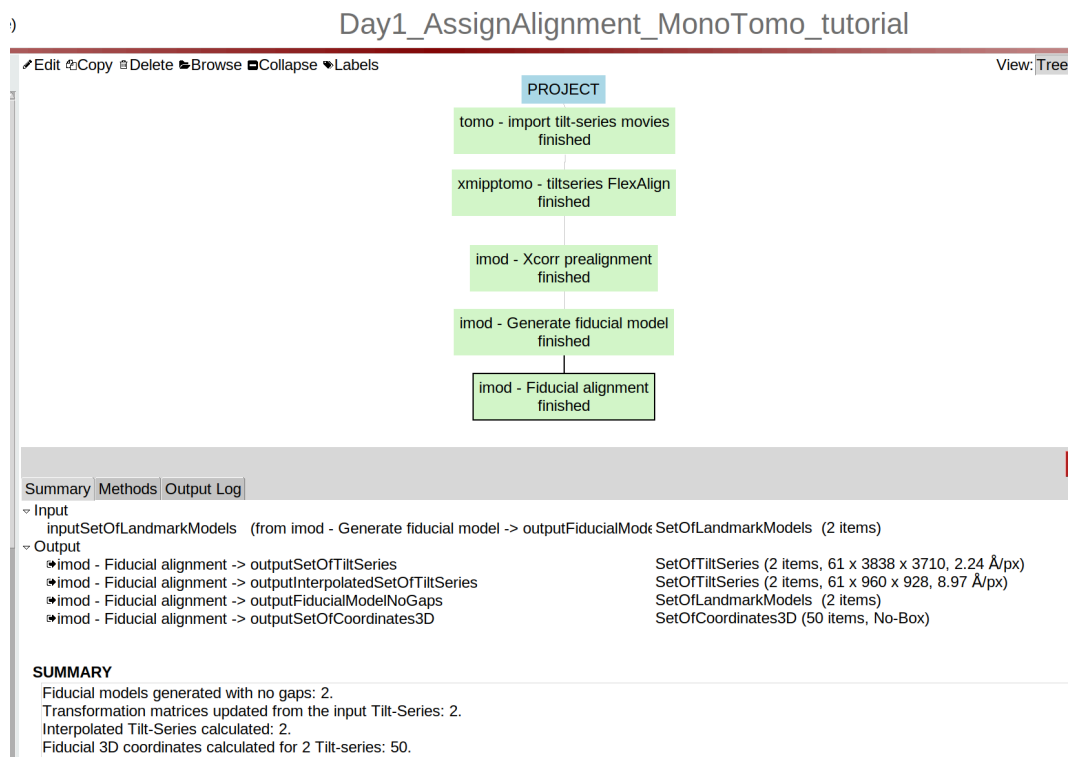 )
Day1_AssignAlignment_MonoTomo_tutorial
Edit Copy Delete Browse Collapse Labels View: Tree
PROJECT
tomo - import tilt-series movies
finished
xmipptomo - tiltseries FlexAlign
finished
imod - Xcorr prealignment
finished
imod - Generate fiducial model
finished
imod - Fiducial alignment
finished
Summary Methods Output Log
Input
inputSetOfLandmarkModels (from imod - Generate fiducial model -> outputFiducialMode SetOfLandmarkModels (2 items)
Output
imod - Fiducial alignment -> outputSetOfTiltSeries SetOfTiltSeries (2 items, 61 x 3838 x 3710, 2.24 Å/px)
imod - Fiducial alignment -> outputInterpolatedSetOfTiltSeries SetOfTiltSeries (2 items, 61 x 960 x 928, 8.97 Å/px)
imod - Fiducial alignment -> outputFiducialModelNoGaps SetOfLandmarkModels (2 items)
imod - Fiducial alignment -> outputSetOfCoordinates3D SetOfCoordinates3D (50 items, No-Box)
SUMMARY
Fiducial models generated with no gaps: 2.
Transformation matrices updated from the input Tilt-Series: 2.
Interpolated Tilt-Series calculated: 2.
Fiducial 3D coordinates calculated for 2 Tilt-series: 50.